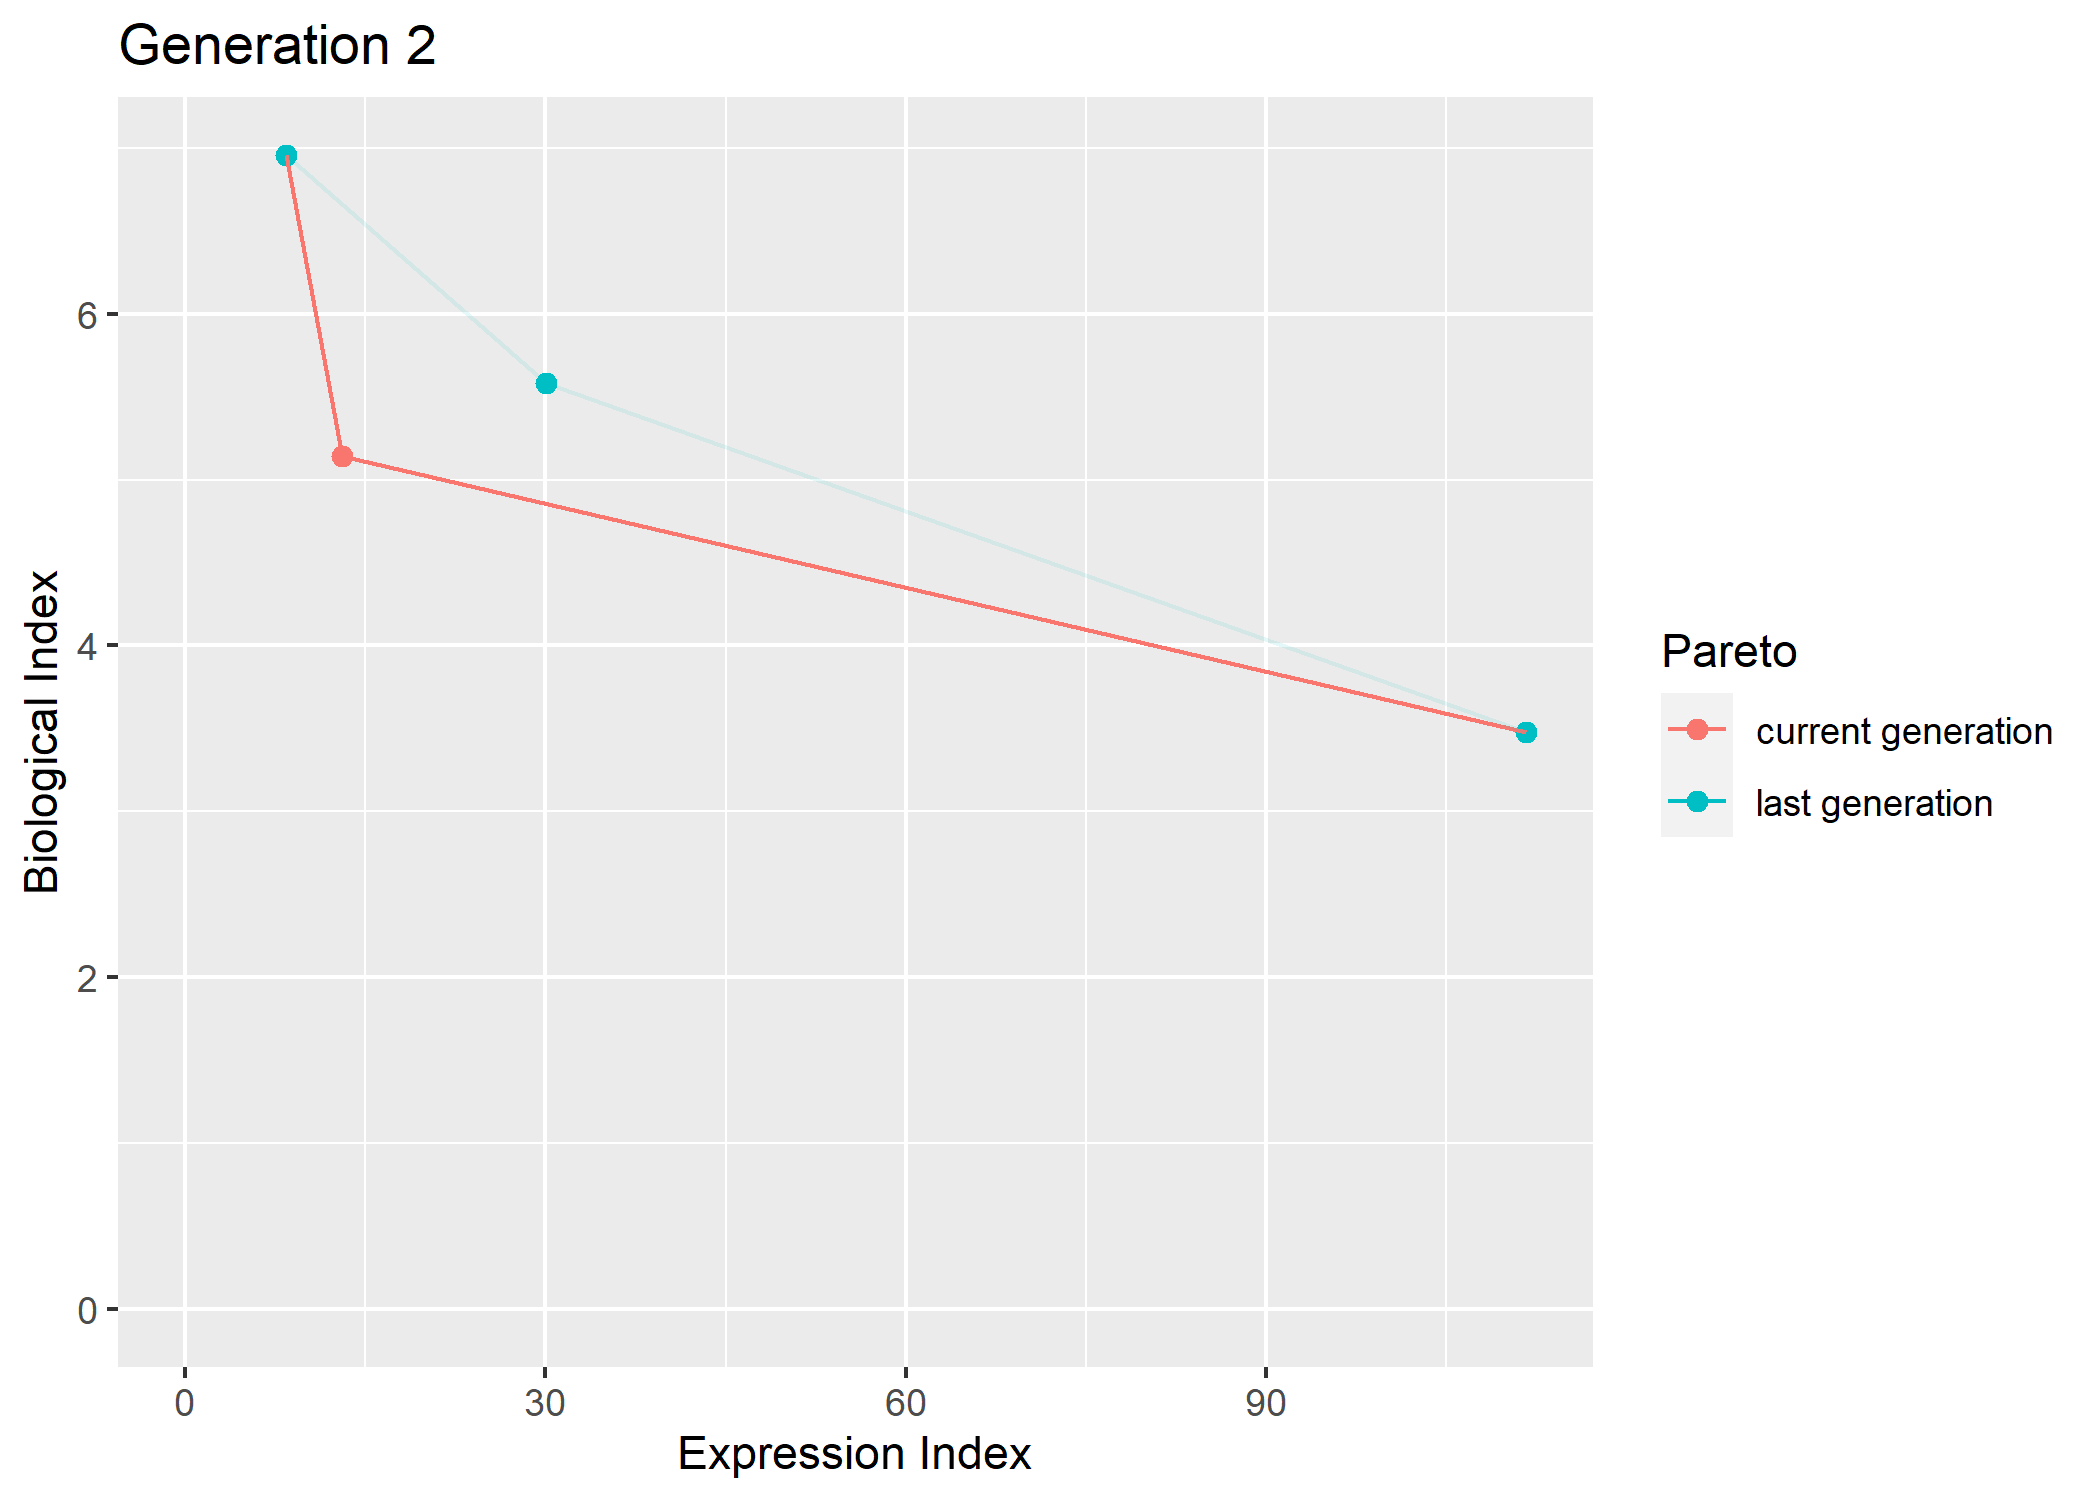 Generation 2
Biological Index
6
4
2
0
0 30 60 90
Expression Index
Pareto
current generation
last generation